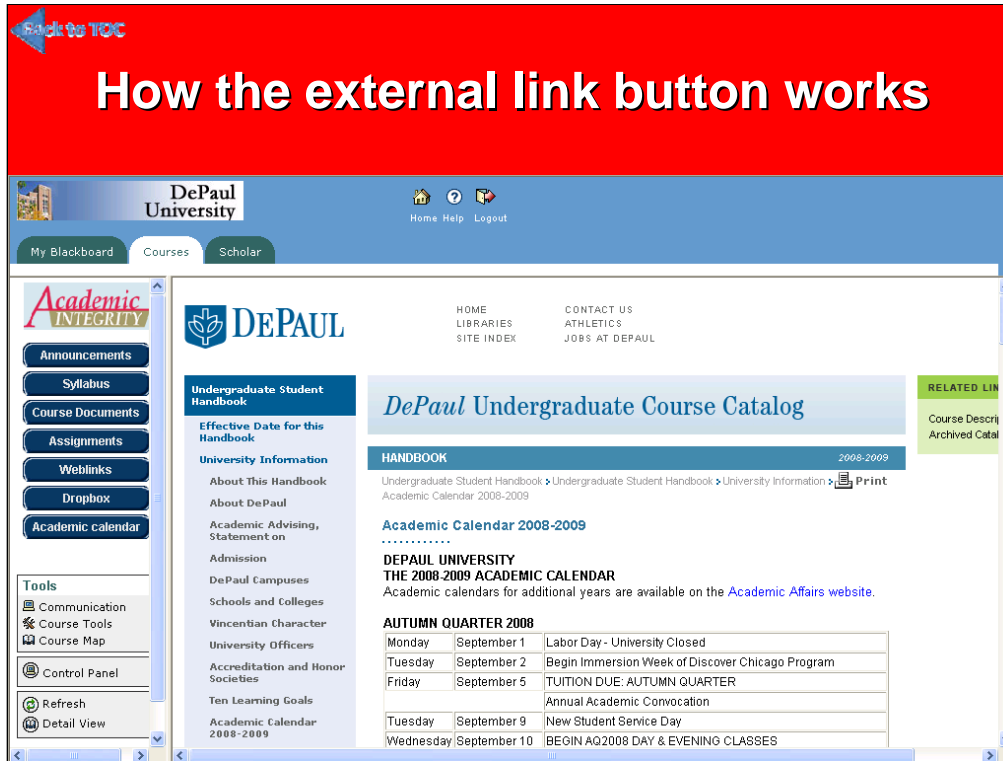 Back to TOC
How the external link button works
DePaul
University
Home Help Logout
My Blackboard Courses Scholar
Academic
INTEGRITY
Announcements
Syllabus
Course Documents
Assignments
Weblinks
Dropbox
Academic calendar
Tools
Communication
Course Tools
Course Map
Control Panel
Refresh
Detail View
DEPAUL
HOME
LIBRARIES
SITE INDEX
CONTACT US
ATHLETICS
JOBS AT DEPAUL
Undergraduate Student
Handbook
Effective Date for this
Handbook
University Information
About This Handbook
About DePaul
Academic Advising,
Statement on
Admission
DePaul Campuses
Schools and Colleges
Vincentian Character
University Officers
Accreditation and Honor
Societies
Ten Learning Goals
Academic Calendar
2008-2009
DePaul Undergraduate Course Catalog
HANDBOOK 2008-2009
Undergraduate Student Handbook Undergraduate Student Handbook University Information Print
Academic Calendar 2008-2009
Academic Calendar 2008-2009
DEPAUL UNIVERSITY
THE 2008-2009 ACADEMIC CALENDAR
Academic calendars for additional years are available on the Academic Affairs website.
AUTUMN QUARTER 2008
Monday September 1 Labor Day - University Closed
Tuesday September 2 Begin Immersion Week of Discover Chicago Program
Friday September 5 TUITION DUE: AUTUMN QUARTER
Annual Academic Convocation
Tuesday September 9 New Student Service Day
Wednesday September 10 BEGIN AQ2008 DAY & EVENING CLASSES
RELATED LIN
Course Descrip
Archived Catal